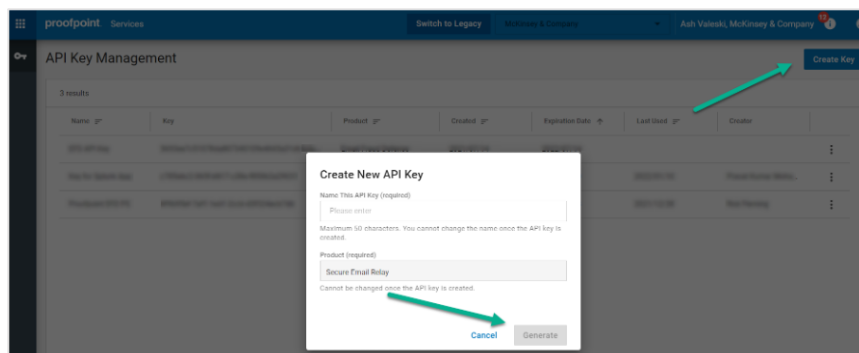 proofpoint. Services
Switch to Legacy
McKinsey & Company
Ash Valeski, McKinsey & Company
13
API Key Management
Create Key
3 results
Name
Key
Product
Created
Expiration Date
Last Used
Creator
Create New API Key
Name This API Key (required)
Please enter
Maximum 50 characters. You cannot change the name once the API key is
created.
Product (required)
Secure Email Relay
Cannot be changed once the API key is created.
Cancel
Generate